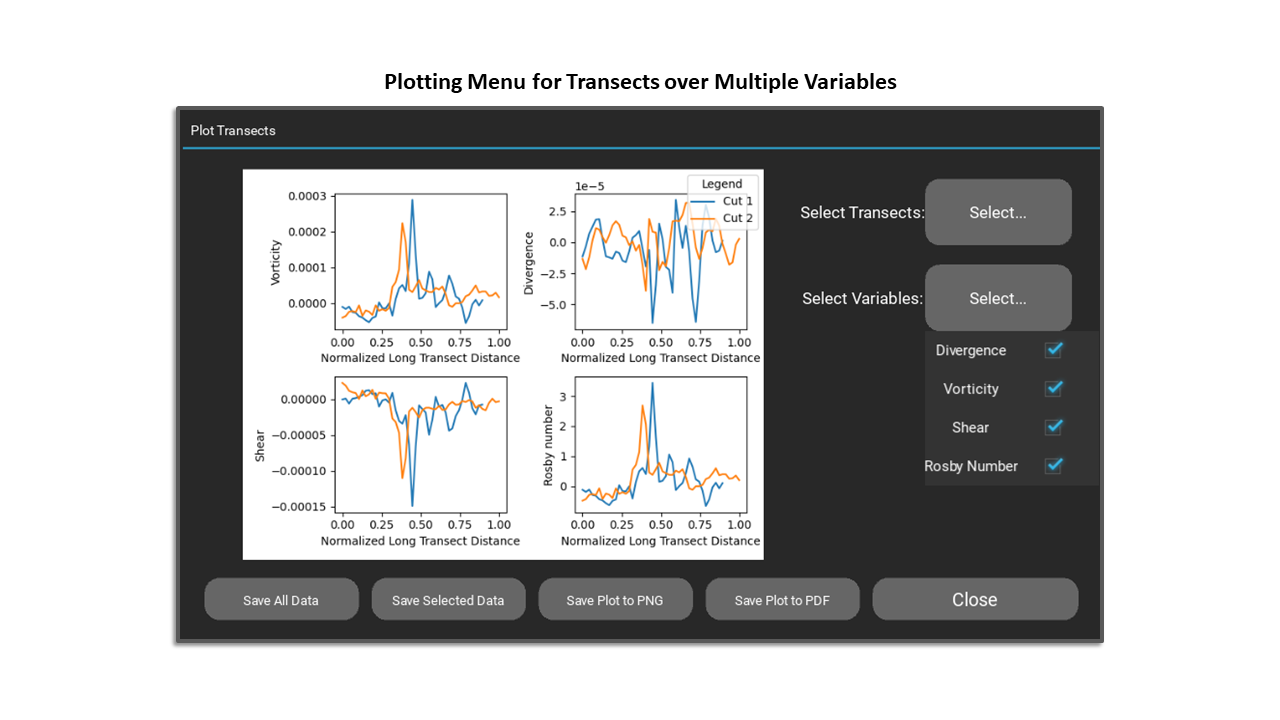 Plotting Menu for Transects over Multiple Variables
Plot Transects
0.0003
0.0002
0.0001
0.0000
Vorticity
0.00 0.25 0.50 0.75 1.00
Normalized Long Transect Distance
1e−5
2.5
0.0
−2.5
−5.0
Divergence
0.00 0.25 0.50 0.75 1.00
Normalized Long Transect Distance
Legend
Cut 1
Cut 2
0.00000
−0.00005
−0.00010
−0.00015
Shear
0.00 0.25 0.50 0.75 1.00
Normalized Long Transect Distance
3
2
1
0
Rosby number
0.00 0.25 0.50 0.75 1.00
Normalized Long Transect Distance
Select Transects: Select...
Select Variables: Select...
Divergence
Vorticity
Shear
Rosby Number
Save All Data Save Selected Data Save Plot to PNG Save Plot to PDF Close